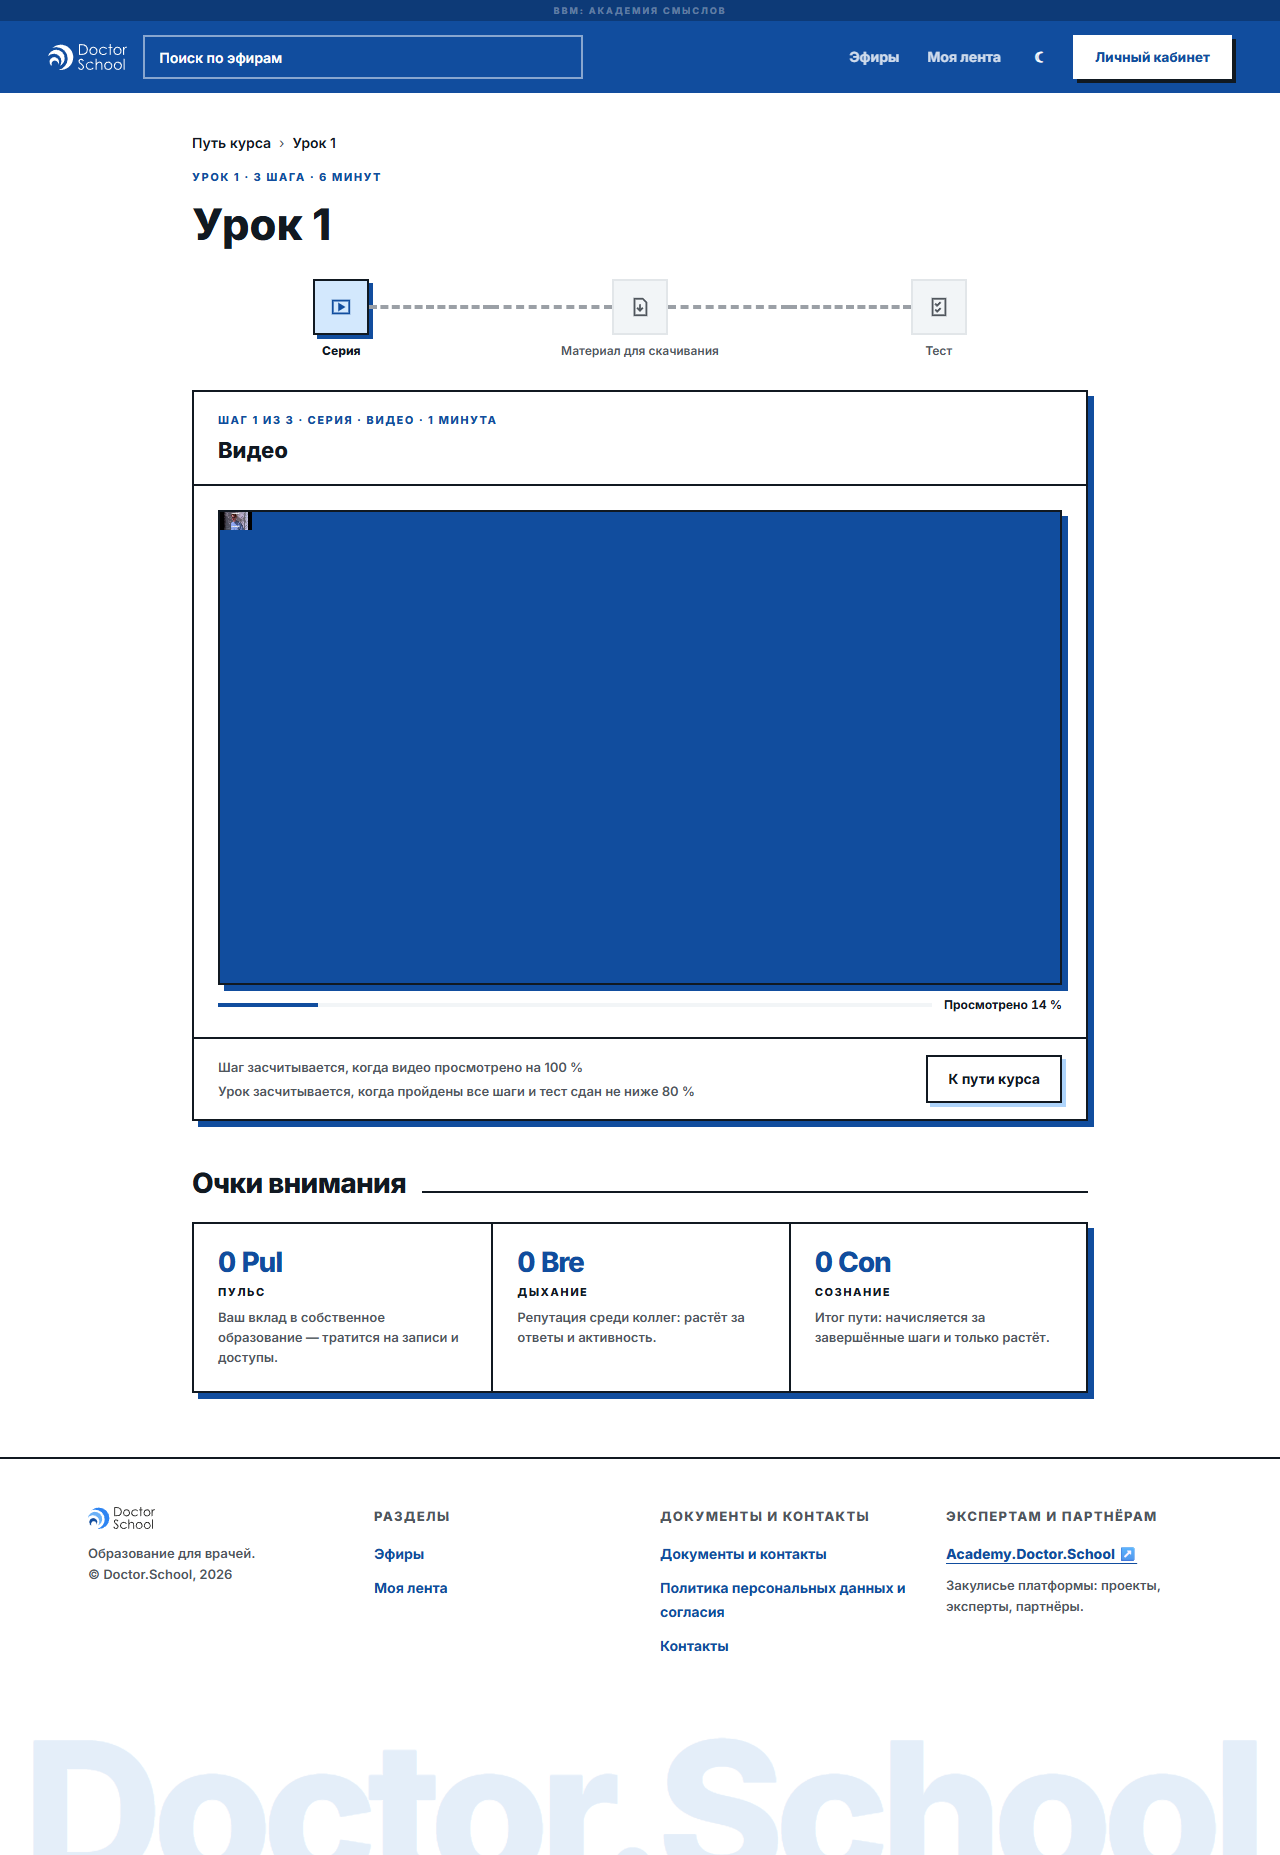 ВВМ: АКАДЕМИЯ СМЫСЛОВ
Doctor
School
Поиск по эфирам
Эфиры
Моя лента
Личный кабинет
Путь курса › Урок 1
УРОК 1 · 3 ШАГА · 6 МИНУТ
Урок 1
Серия
Материал для скачивания
Тест
ШАГ 1 ИЗ 3 · СЕРИЯ · ВИДЕО · 1 МИНУТА
Видео
Просмотрено 14 %
Шаг засчитывается, когда видео просмотрено на 100 %
Урок засчитывается, когда пройдены все шаги и тест сдан не ниже 80 %
К пути курса
Очки внимания
0 Pul
ПУЛЬС
Ваш вклад в собственное
образование — тратится на записи и
доступы.
0 Bre
ДЫХАНИЕ
Репутация среди коллег: растёт за
ответы и активность.
0 Con
СОЗНАНИЕ
Итог пути: начисляется за
завершённые шаги и только растёт.
Doctor
School
Образование для врачей.
© Doctor.School, 2026
РАЗДЕЛЫ
Эфиры
Моя лента
ДОКУМЕНТЫ И КОНТАКТЫ
Документы и контакты
Политика персональных данных и
согласия
Контакты
ЭКСПЕРТАМ И ПАРТНЁРАМ
Academy.Doctor.School
Закулисье платформы: проекты,
эксперты, партнёры.
Doctor.School